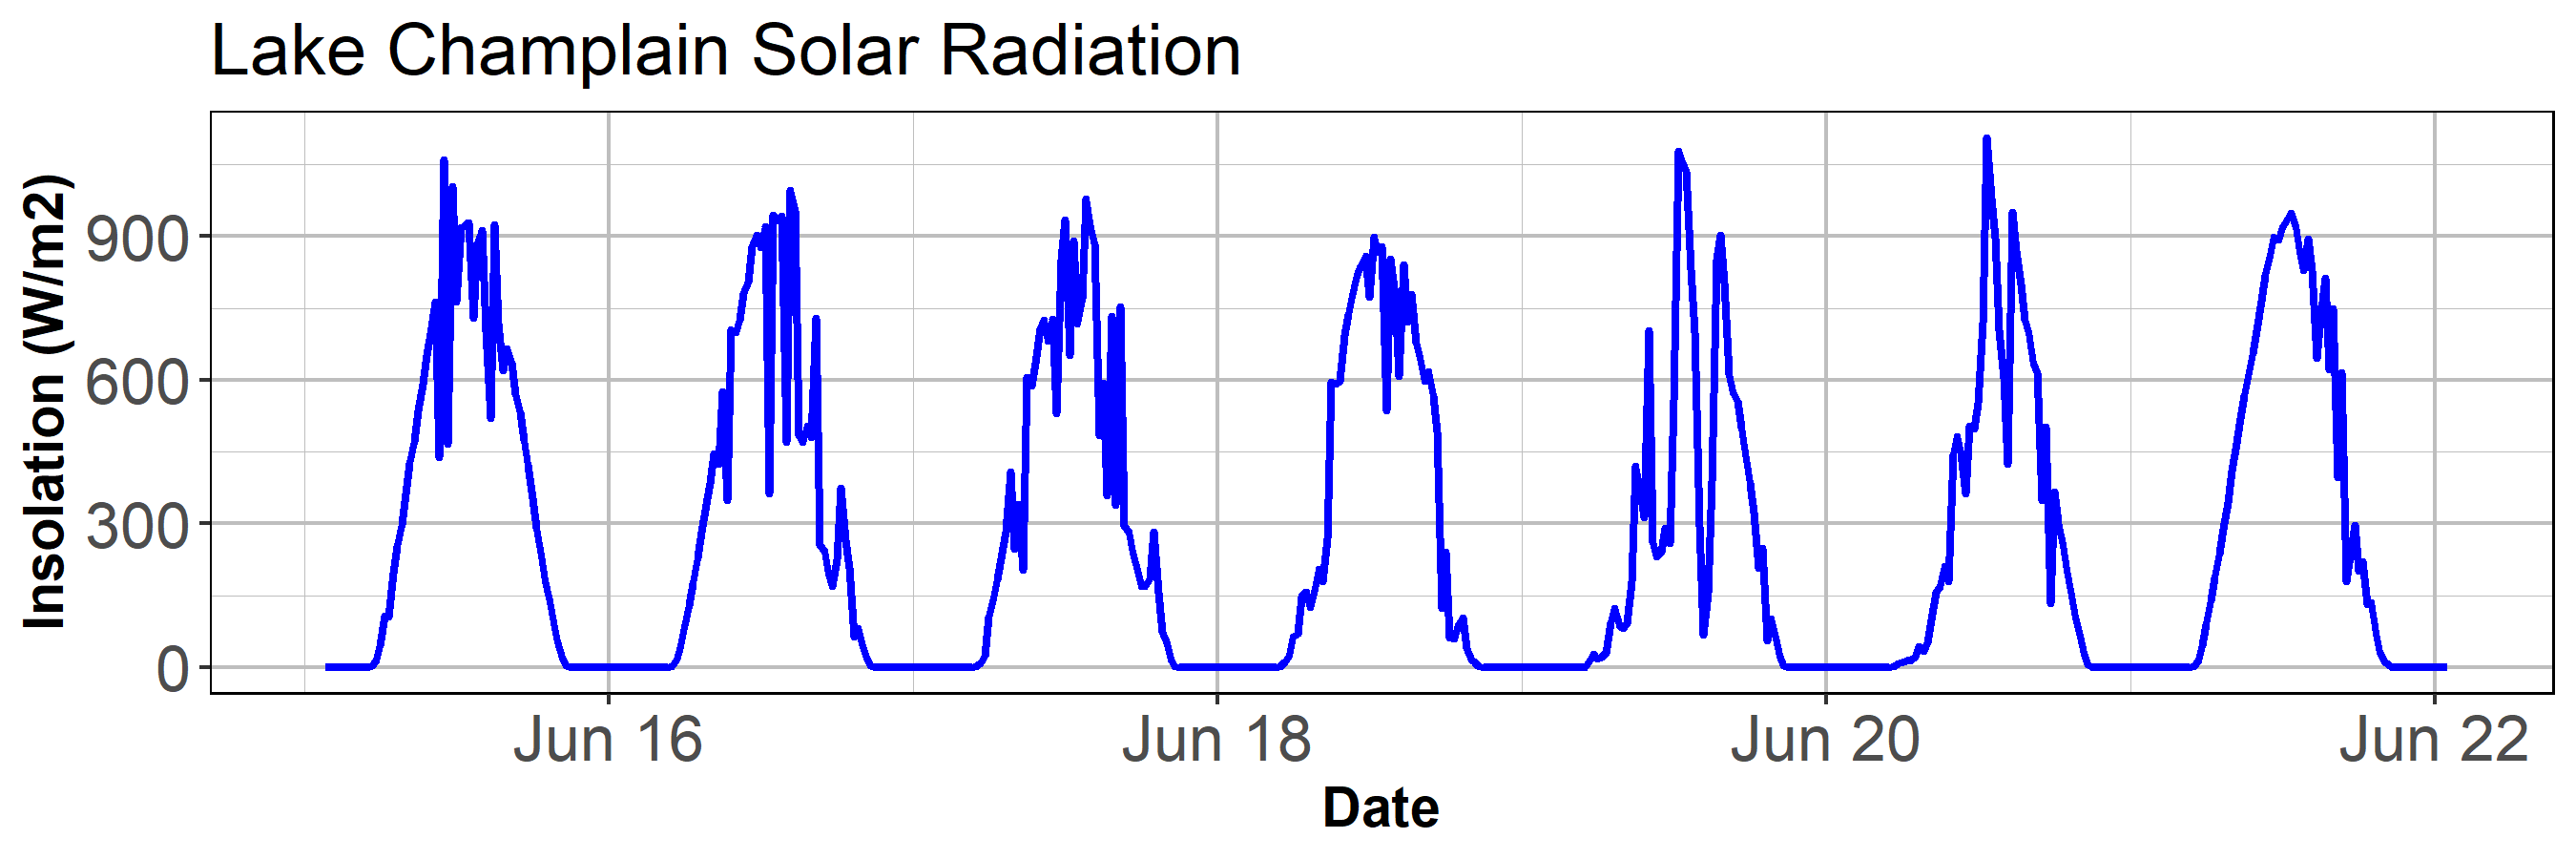 Lake Champlain Solar Radiation
Insolation (W/m2)
900
600
300
0
Jun 16 Jun 18 Jun 20 Jun 22
Date